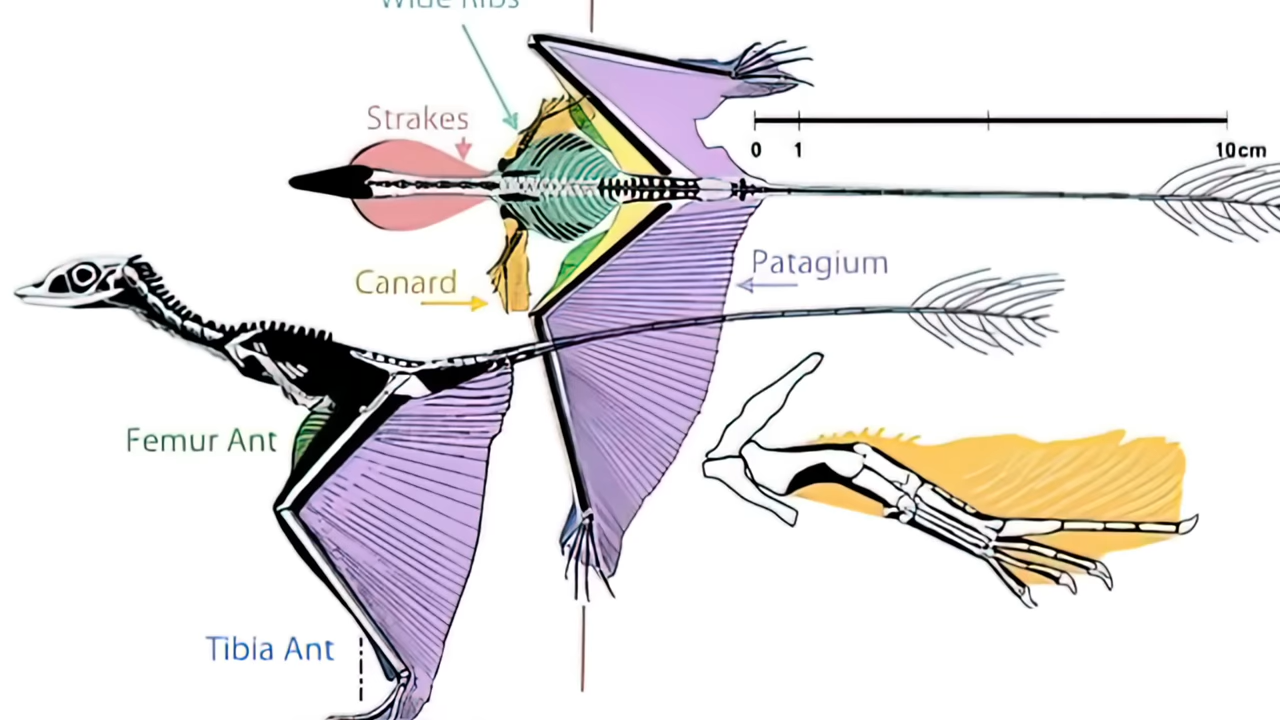 Wide Ribs
Strakes
0 1 10cm
Canard
Patagium
Femur Ant
Tibia Ant